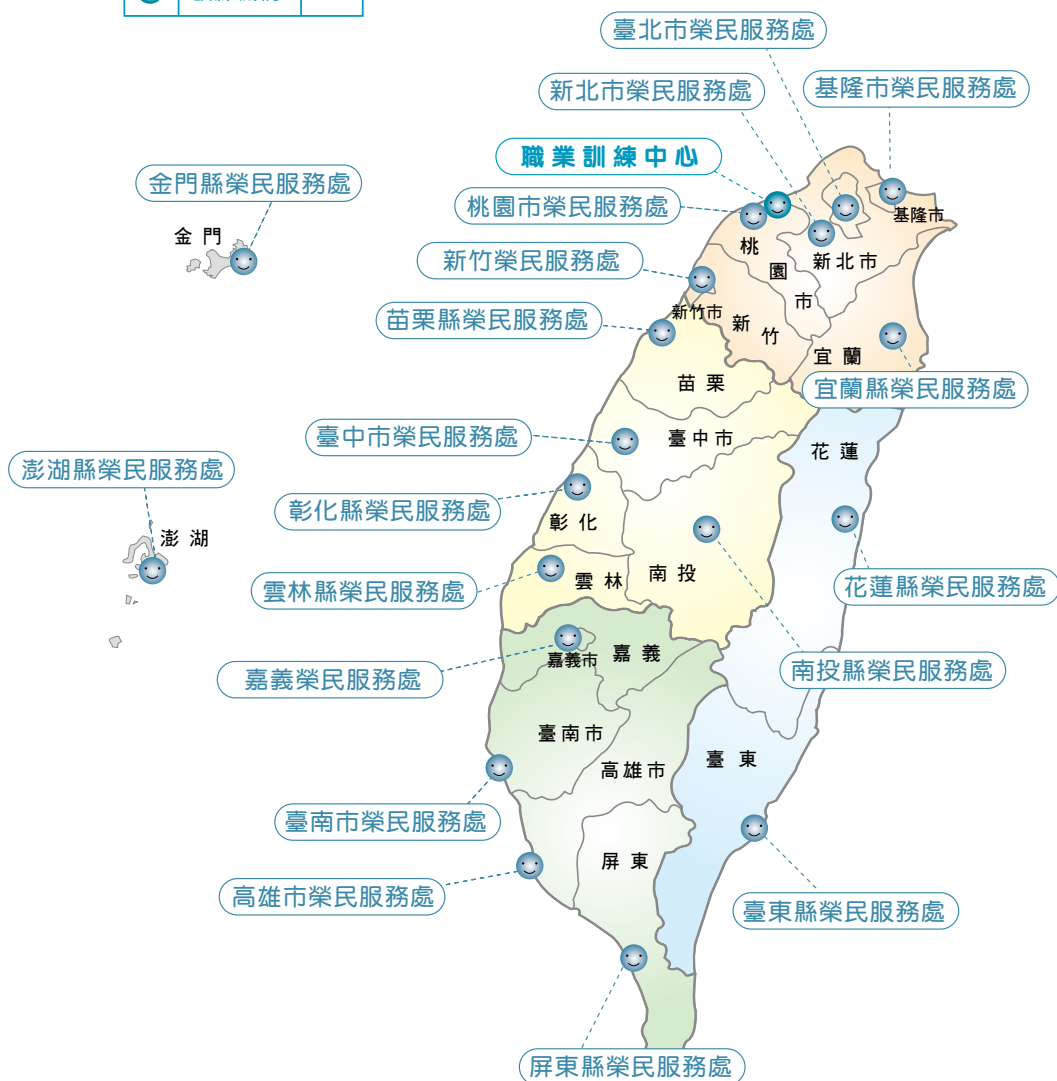 臺北市榮民服務處
新北市榮民服務處
基隆市榮民服務處
職業訓練中心
金門縣榮民服務處
桃園市榮民服務處
基隆市
金門
桃園市
新北市
新竹榮民服務處
新竹市
新竹
苗栗縣榮民服務處
宜蘭
苗栗
宜蘭縣榮民服務處
臺中市榮民服務處
臺中市
花蓮
澎湖縣榮民服務處
彰化縣榮民服務處
彰化
澎湖
雲林縣榮民服務處
雲林
南投
花蓮縣榮民服務處
嘉義市
嘉義
嘉義榮民服務處
南投縣榮民服務處
臺南市
高雄市
臺東
臺南市榮民服務處
屏東
高雄市榮民服務處
臺東縣榮民服務處
屏東縣榮民服務處